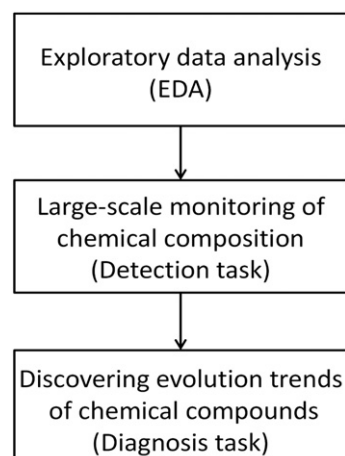 Exploratory data analysis
(EDA)
Large-scale monitoring of
chemical composition
(Detection task)
Discovering evolution trends
of chemical compounds
(Diagnosis task)